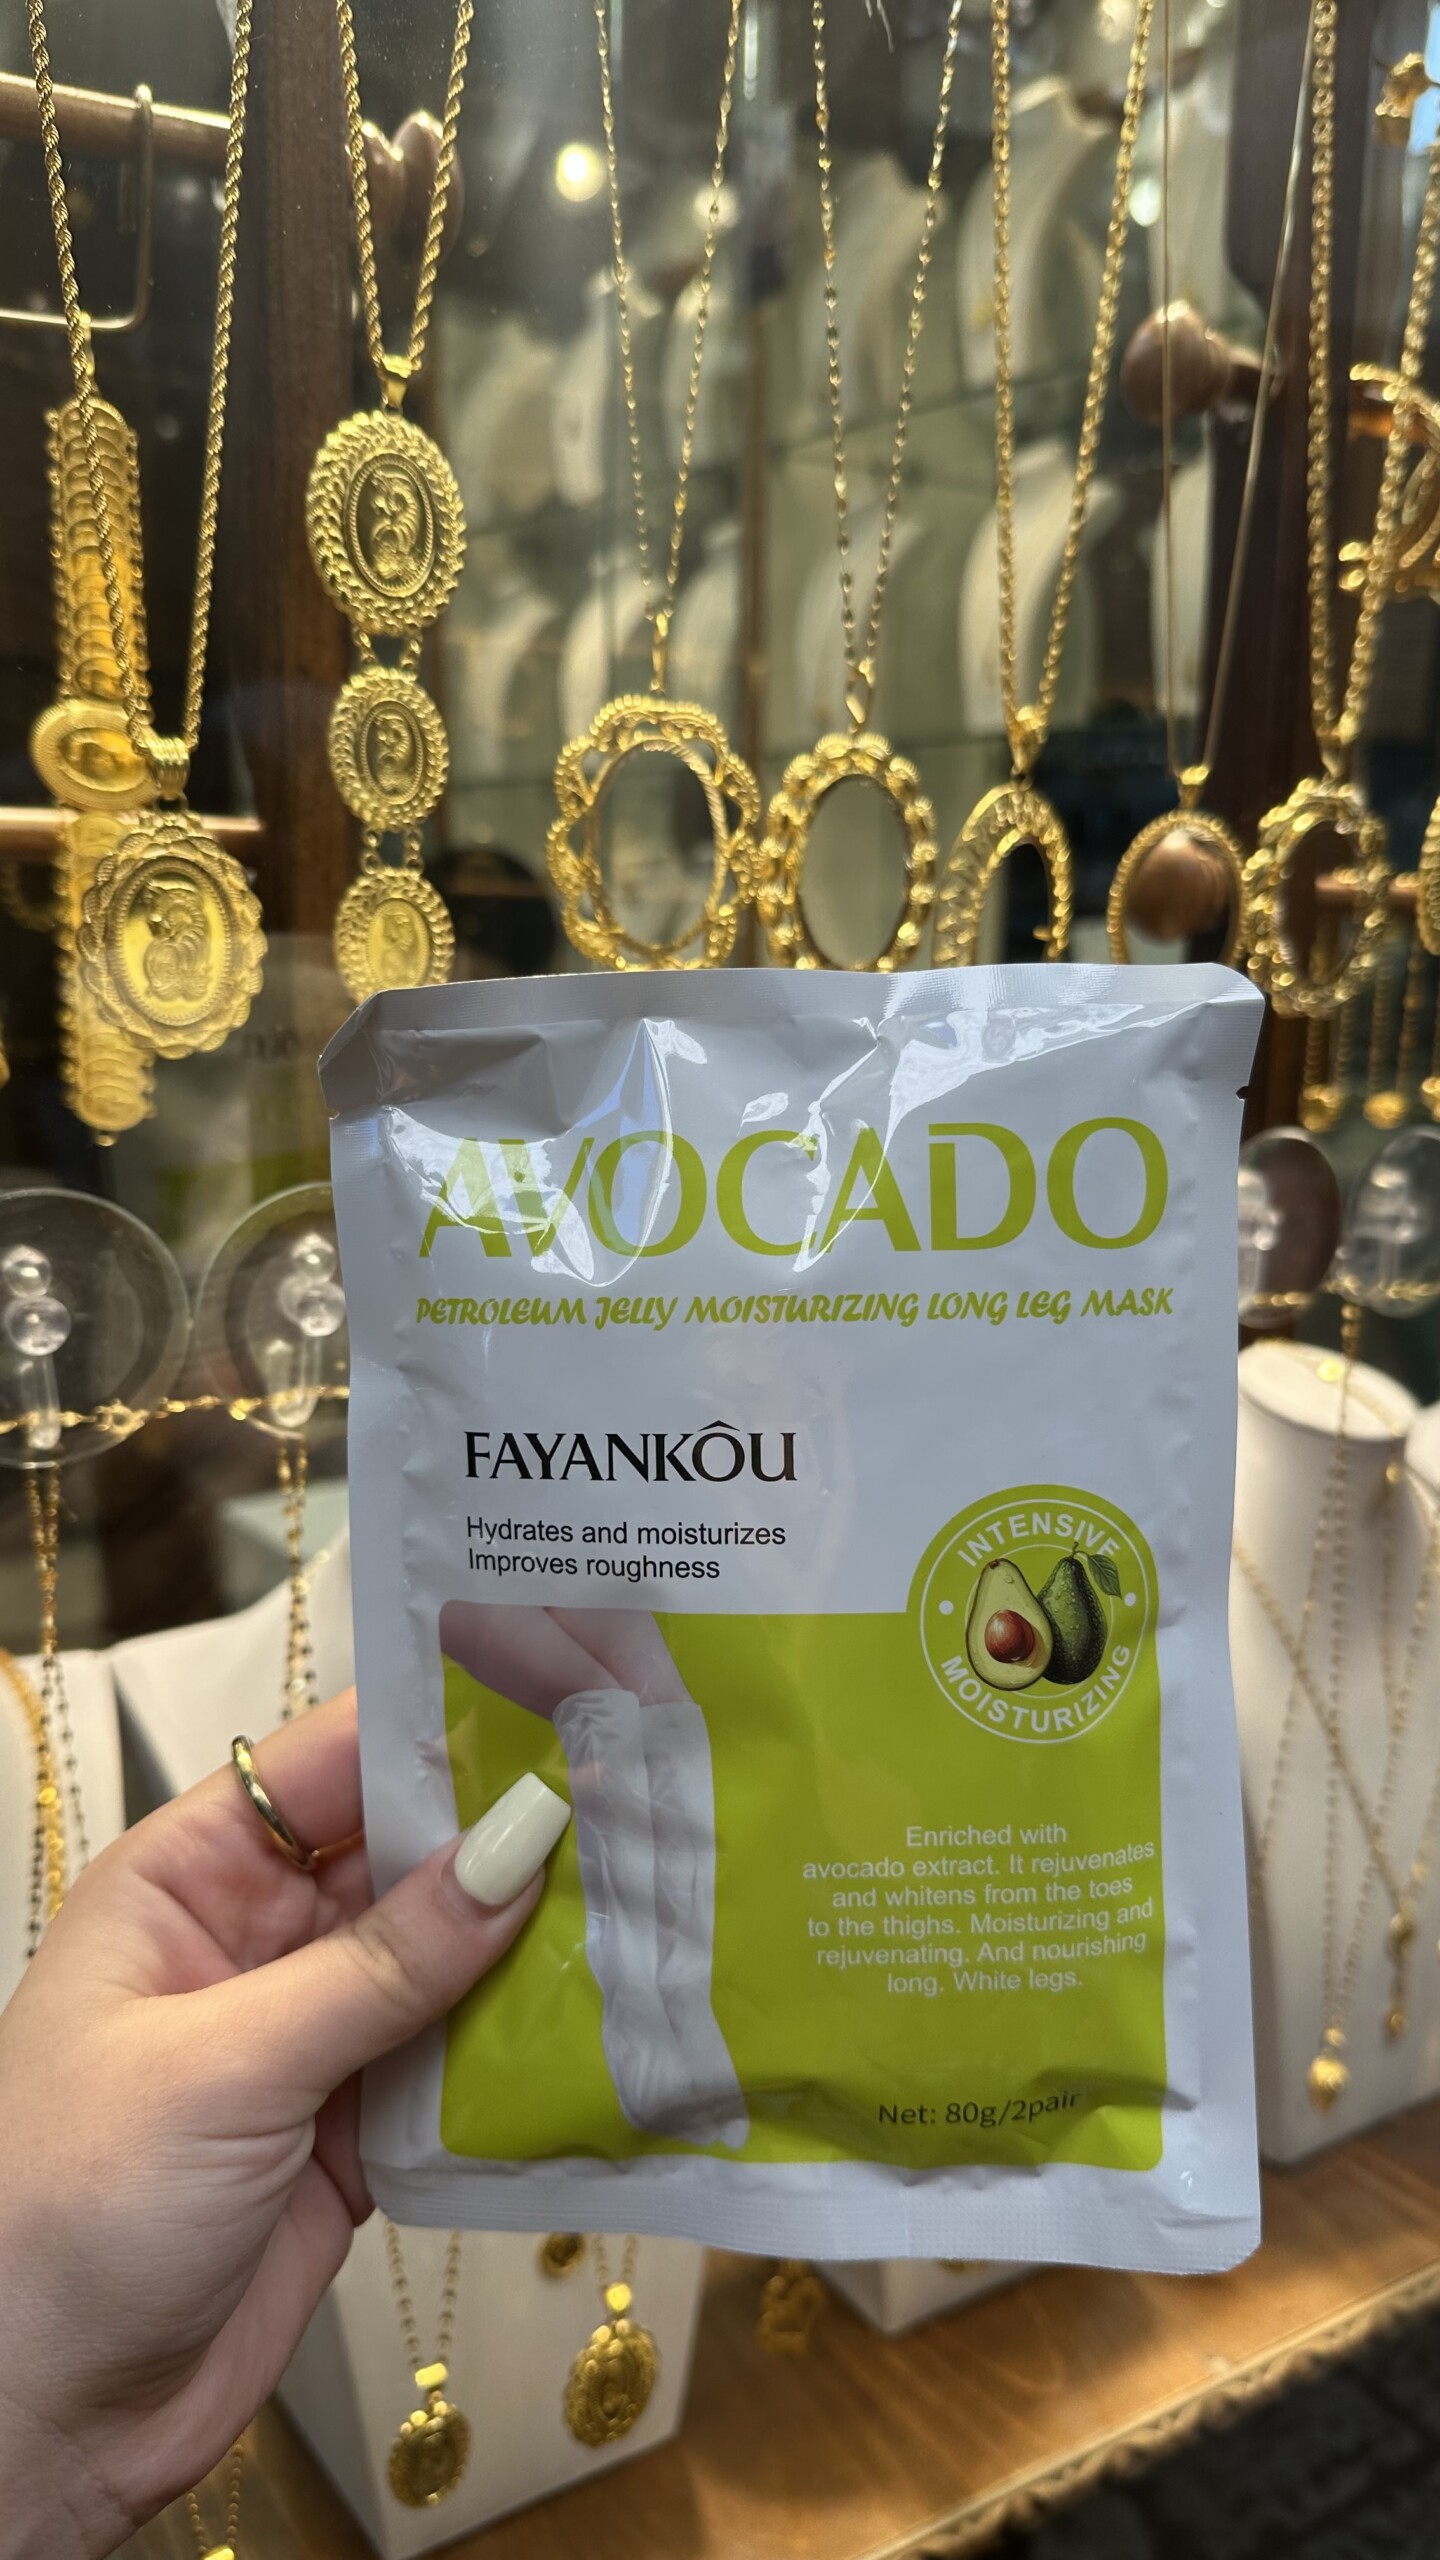 AVOCADO
PETROLEUM JELLY MOISTURIZING LONG LEG MASK
FAYANKÔU
Hydrates and moisturizes
Improves roughness
INTENSIVE
MOISTURIZING
Enriched with
avocado extract. It rejuvenates
and whitens from the toes
to the thighs. Moisturizing and
rejuvenating. And nourishing
long. White legs.
Net: 80g/2pair